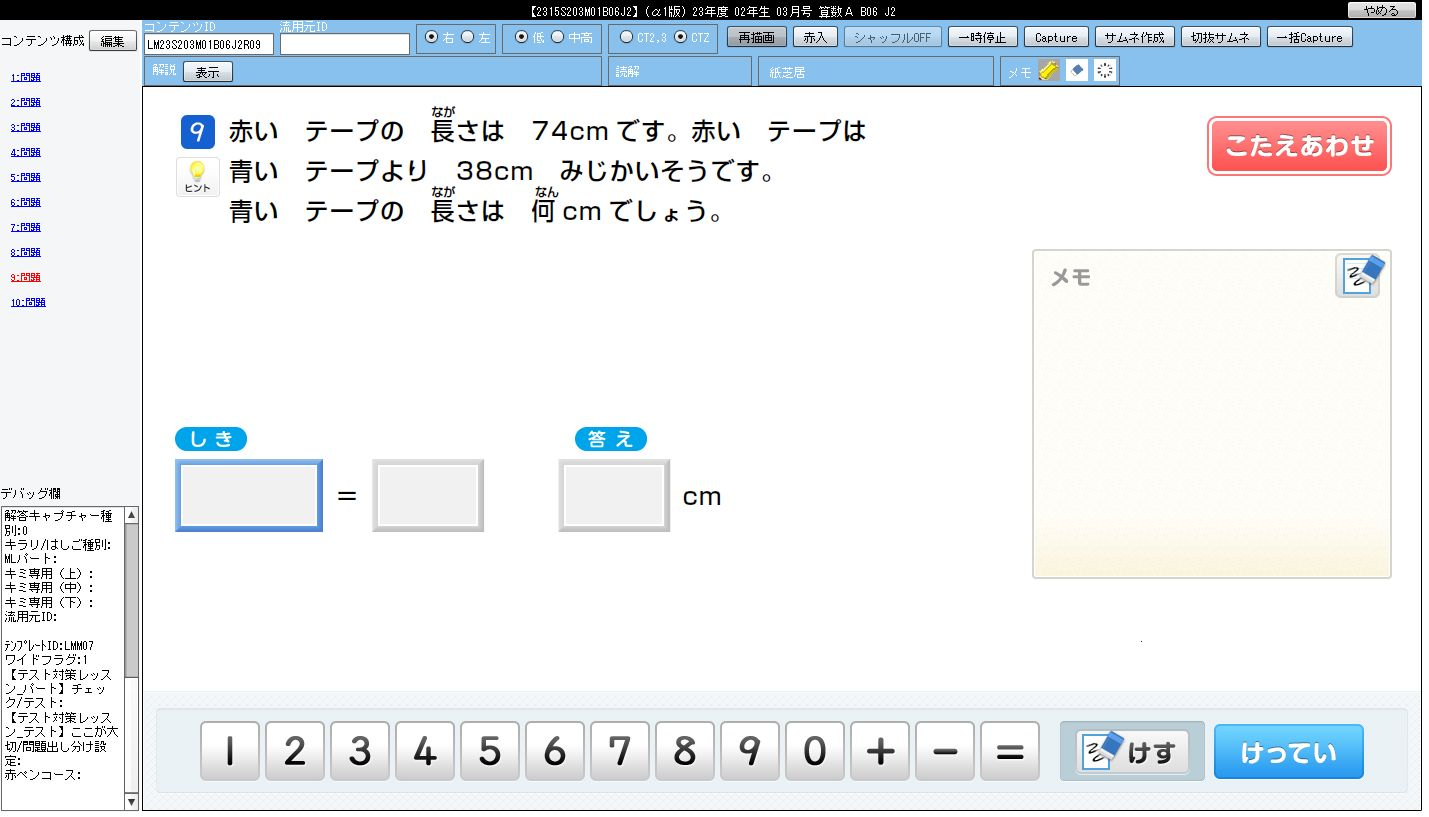 【2315S203M01B06J2】(α1版) 23年度 02年生 03月号 算数A B06 J2
やめる
コンテンツ構成
編集
コンテンツID
LM23S203M01B06J2R09
流用元ID
右 左
低 中高
CT2,3 CTZ
再描画
赤入
シャッフルOFF
一時停止
Capture
サムネ作成
切抜サムネ
一括Capture
解説
表示
読解
紙芝居
メモ
1:問題
2:問題
3:問題
4:問題
5:問題
6:問題
7:問題
8:問題
9:問題
10:問題
デバッグ欄
解答キャプチャー種
別:0
キラリ/はしご種別:
MLパート:
キミ専用（上）:
キミ専用（中）:
キミ専用（下）:
流用元ID:
ﾃﾝﾌﾟﾚｰﾄID:LMM07
ワイドフラグ:1
【テスト対策レッス
ン_パート】チェッ
ク/テスト:
【テスト対策レッス
ン_テスト】ここが大
切/問題出し分け設
定:
赤ペンコース:
なが
9 赤い テープの 長さは 74cmです。赤い テープは
ヒント
青い テープより 38cm みじかいそうです。
なが なん
青い テープの 長さは 何cmでしょう。
こたえあわせ
メモ
しき
答え
=
cm
1 2 3 4 5 6 7 8 9 0 + − =
けす
けってい